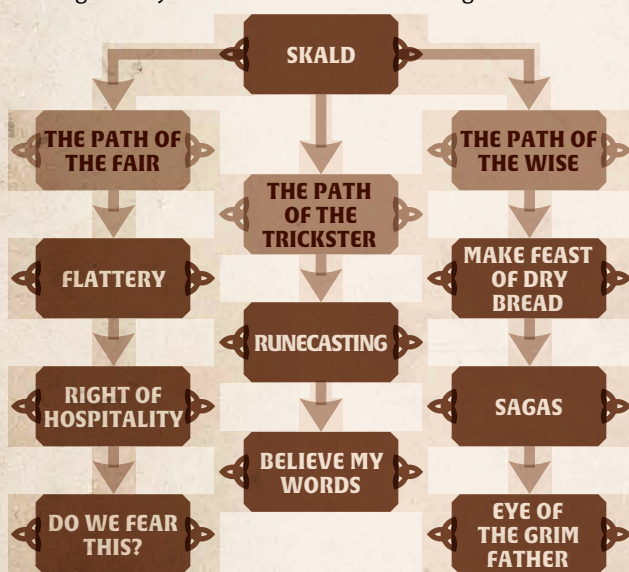 SKALD
THE PATH OF
THE FAIR
THE PATH
OF THE
TRICKSTER
THE PATH OF
THE WISE
FLATTERY
RUNECASTING
MAKE FEAST
OF DRY
BREAD
RIGHT OF
HOSPITALITY
BELIEVE MY
WORDS
SAGAS
DO WE FEAR
THIS?
EYE OF
THE GRIM
FATHER